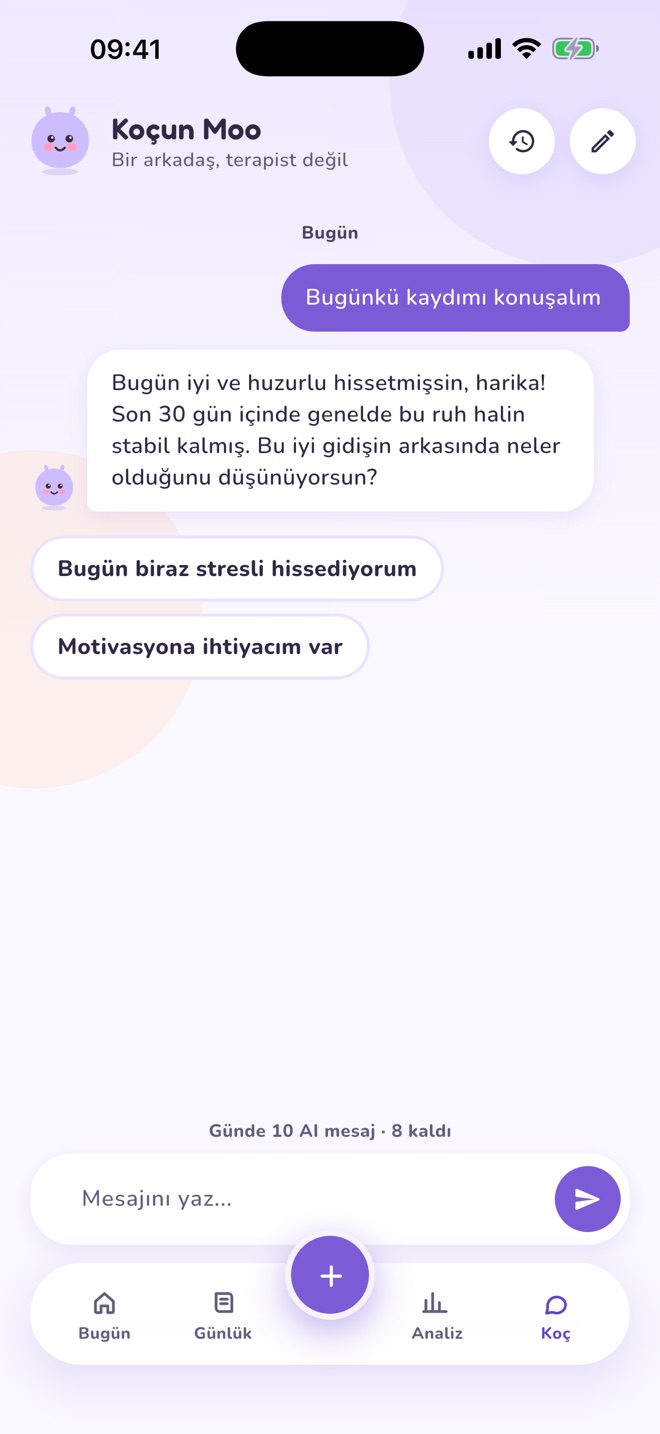 09:41
Koçun Moo
Bir arkadaş, terapist değil
Bugün
Bugünkü kaydımı konuşalım
Bugün iyi ve huzurlu hissetmişsin, harika!
Son 30 gün içinde genelde bu ruh halin
stabil kalmış. Bu iyi gidişin arkasında neler
olduğunu düşünüyorsun?
Bugün biraz stresli hissediyorum
Motivasyona ihtiyacım var
Günde 10 AI mesaj · 8 kaldı
Mesajını yaz...
Bugün
Günlük
Analiz
Koç